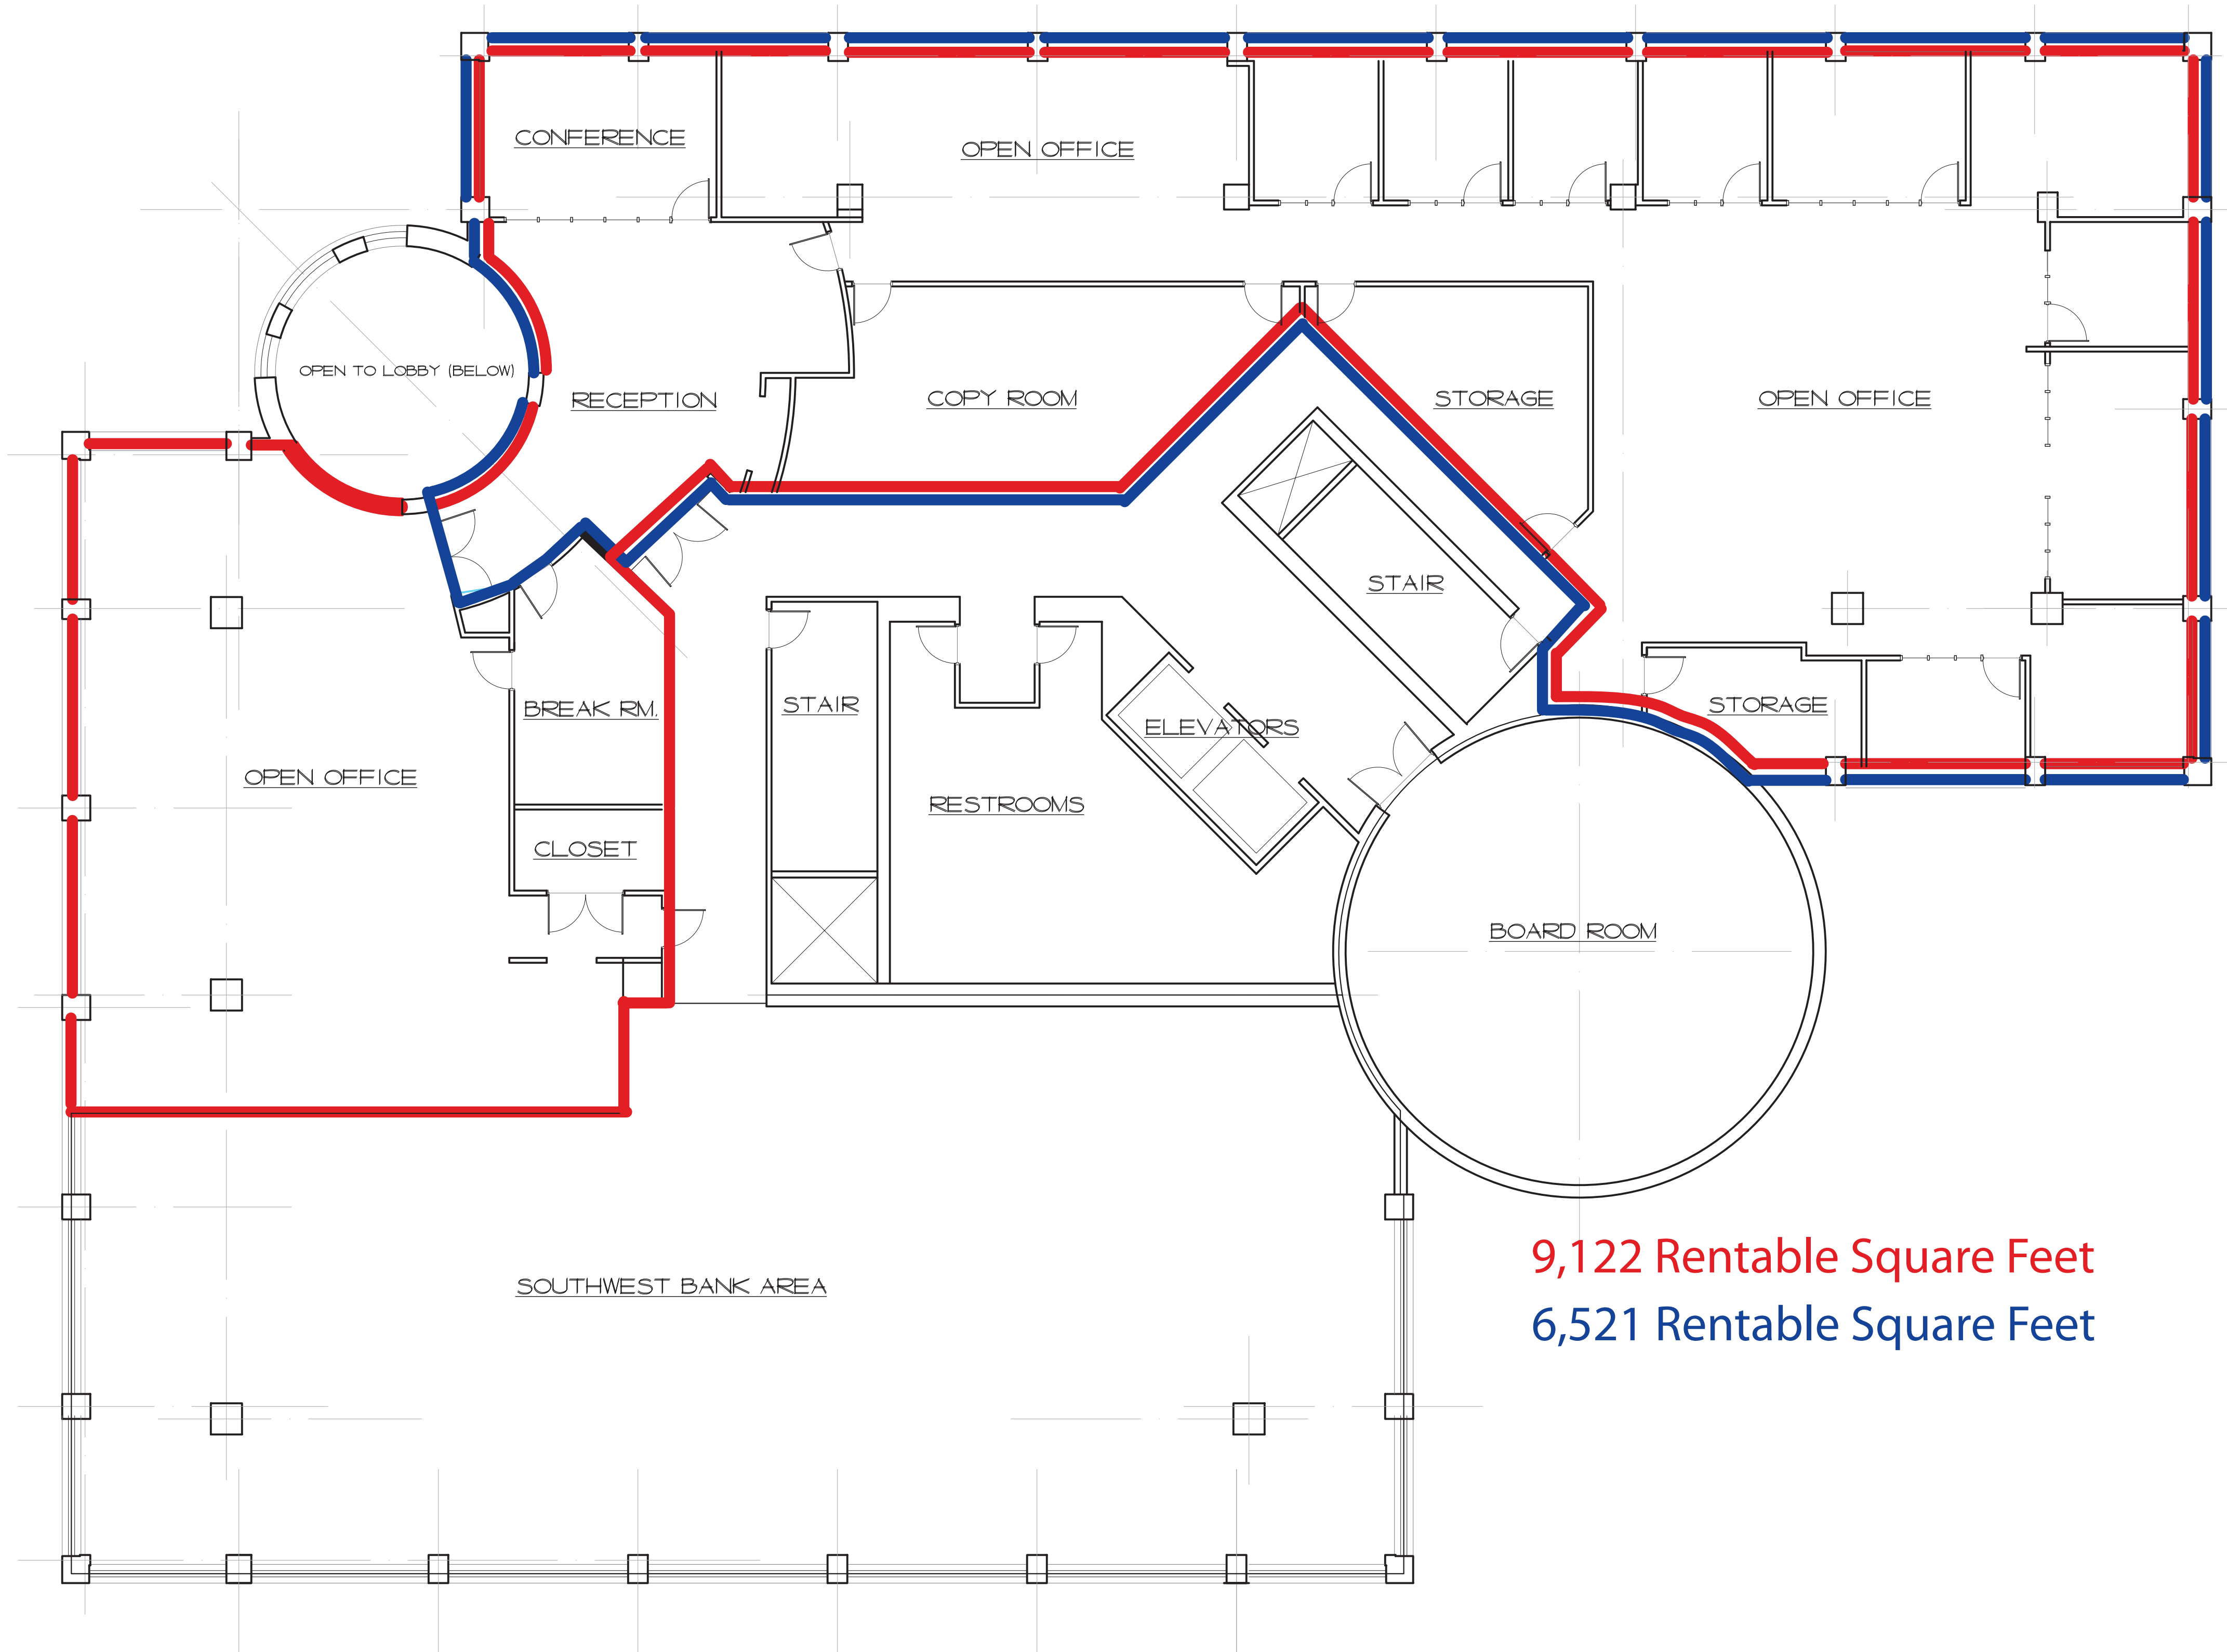 CONFERENCE
OPEN OFFICE
OPEN TO LOBBY (BELOW)
RECEPTION
COPY ROOM
STORAGE
OPEN OFFICE
STAIR
BREAK RM.
STAIR
STORAGE
ELEVATORS
OPEN OFFICE
RESTROOMS
CLOSET
BOARD ROOM
9,122 Rentable Square Feet
SOUTHWEST BANK AREA
6,521 Rentable Square Feet